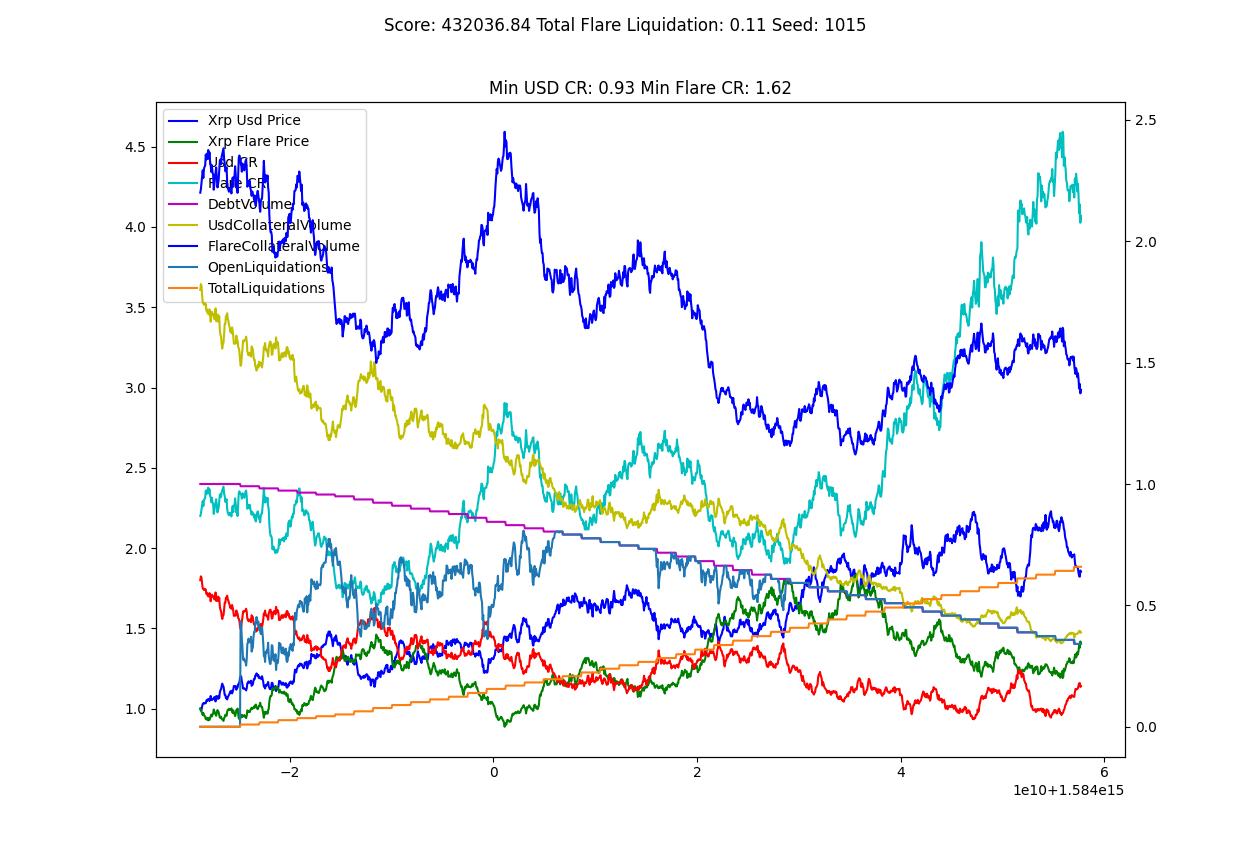 Score: 432036.84 Total Flare Liquidation: 0.11 Seed: 1015
Min USD CR: 0.93 Min Flare CR: 1.62
Xrp Usd Price
Xrp Flare Price
Usd CR
Flare CR
DebtVolume
UsdCollateralVolume
FlareCollateralVolume
OpenLiquidations
TotalLiquidations
4.5
4.0
3.5
3.0
2.5
2.0
1.5
1.0
2.5
2.0
1.5
1.0
0.5
0.0
−2
0
2
4
6
1e10+1.584e15